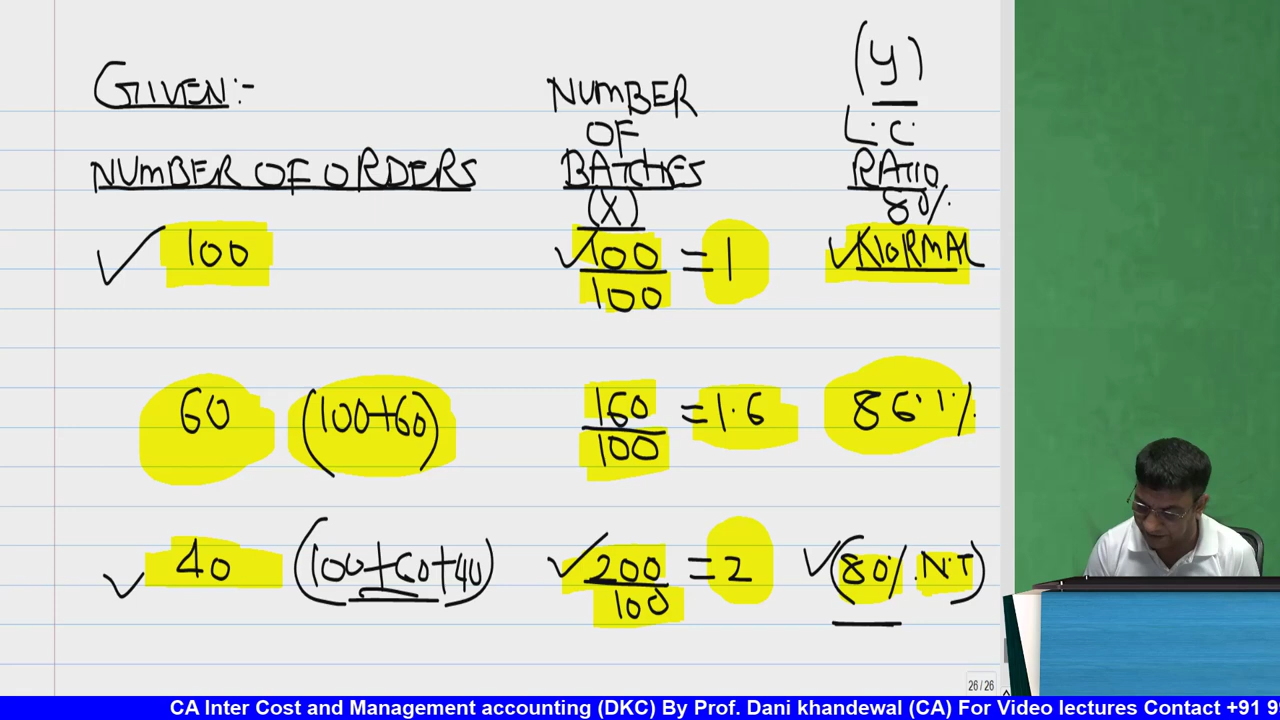 GIVEN:-
NUMBER OF ORDERS
NUMBER
OF
BATCHES
(X)
(y)
L.C.
RATIO
80%
100
100/100 = 1
NORMAL
60 (100+60)
160/100 = 1.6
86.1%
40 (100+60+40)
200/100 = 2
(80% N.T)
26 / 26
CA Inter Cost and Management accounting (DKC) By Prof. Dani khandewal (CA) For Video lectures Contact +91 9